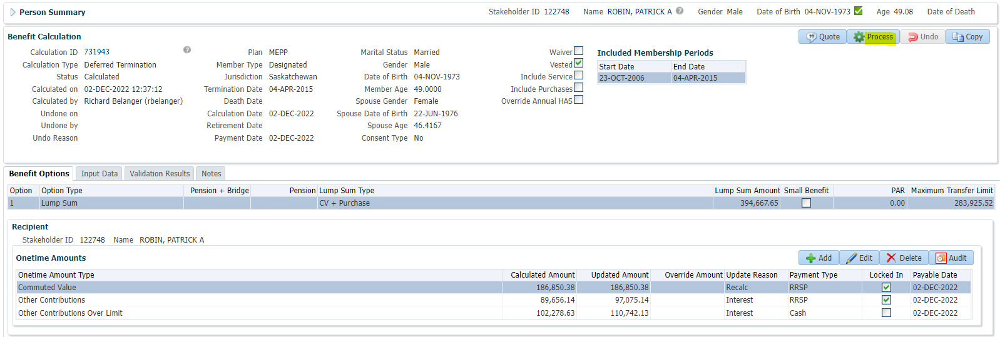 Person Summary Stakeholder ID 122748 Name ROBIN, PATRICK A ? Gender Male Date of Birth 04-NOV-1973 Age 49.08 Date of Death
Benefit Calculation Quote Process Undo Copy
Calculation ID 731943 ? Plan MEPP Marital Status Married Waiver Included Membership Periods
Calculation Type Deferred Termination Member Type Designated Gender Male Vested Start Date End Date
Status Calculated Jurisdiction Saskatchewan Date of Birth 04-NOV-1973 Include Service 23-OCT-2006 04-APR-2015
Calculated on 02-DEC-2022 12:37:12 Termination Date 04-APR-2015 Member Age 49.0000 Include Purchases
Calculated by Richard Belanger (rbelanger) Death Date Spouse Gender Female Override Annual HAS
Undone on Calculation Date 02-DEC-2022 Spouse Date of Birth 22-JUN-1976
Undone by Retirement Date Spouse Age 46.4167
Undo Reason Payment Date 02-DEC-2022 Consent Type No
Benefit Options Input Data Validation Results Notes
Option Option Type Pension + Bridge Pension Lump Sum Type Lump Sum Amount Small Benefit PAR Maximum Transfer Limit
1 Lump Sum CV + Purchase 394,667.65 0.00 283,925.52
Recipient
Stakeholder ID 122748 Name ROBIN, PATRICK A
Onetime Amounts Add Edit Delete Audit
Onetime Amount Type Calculated Amount Updated Amount Override Amount Update Reason Payment Type Locked In Payable Date
Commuted Value 186,850.38 186,850.38 Recalc RRSP 02-DEC-2022
Other Contributions 89,656.14 97,075.14 Interest RRSP 02-DEC-2022
Other Contributions Over Limit 102,278.63 110,742.13 Interest Cash 02-DEC-2022